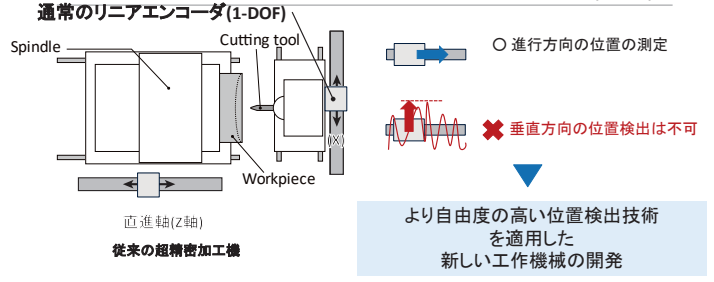 通常のリニアエンコーダ(1-DOF)
Spindle
Cutting tool
(X)
Workpiece
直進軸(Z軸)
従来の超精密加工機
○ 進行方向の位置の測定
✖ 垂直方向の位置検出は不可
より自由度の高い位置検出技術
を適用した
新しい工作機械の開発